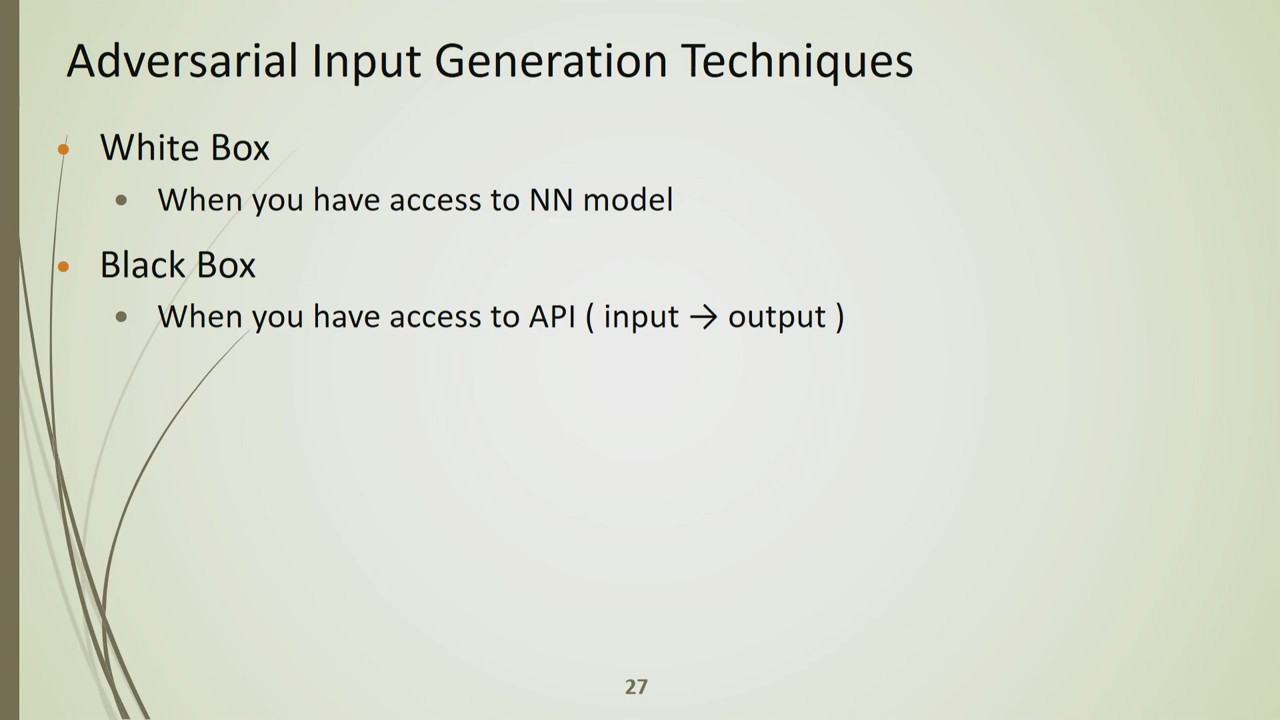 Adversarial Input Generation Techniques
• White Box
• When you have access to NN model
• Black Box
• When you have access to API ( input → output )
27